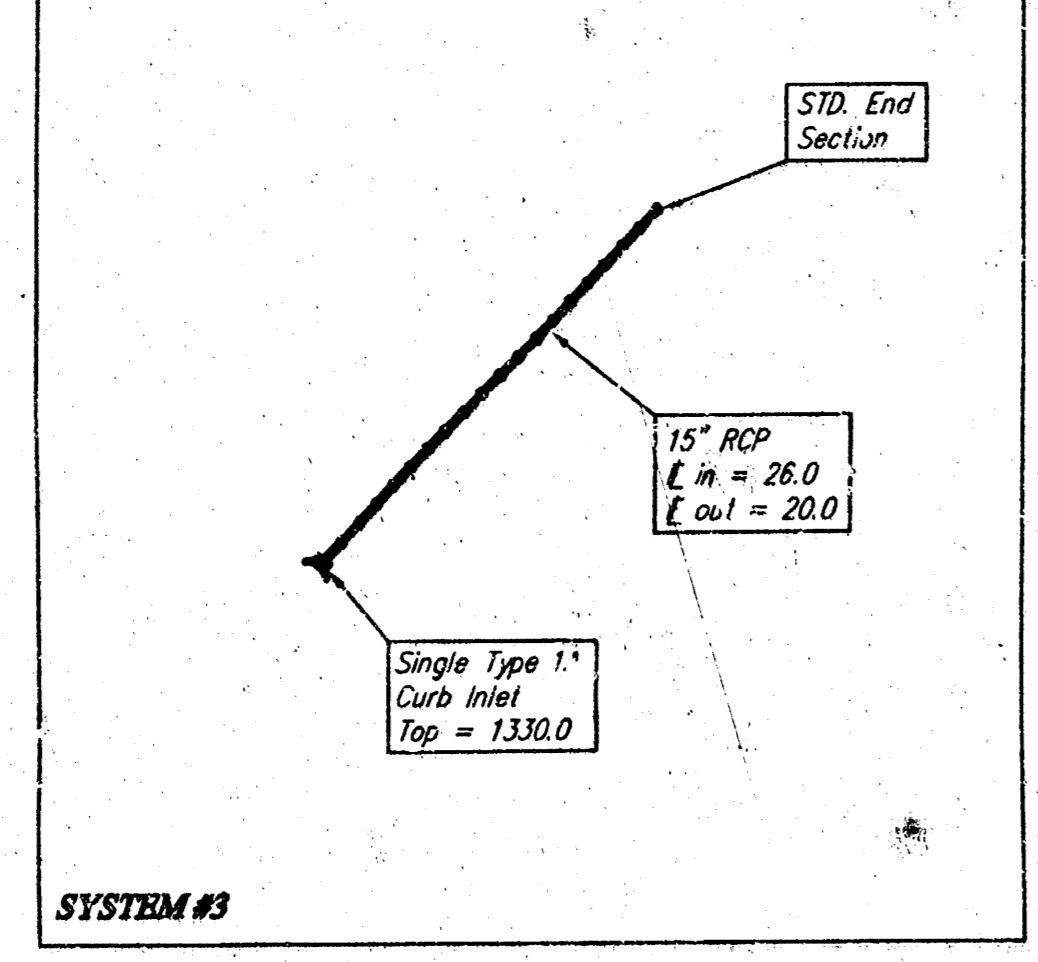 STD. End
Section
15" RCP
in = 26.0
out = 20.0
Single Type
Curb Inlet
Top = 1330.0
SYSTEM #3